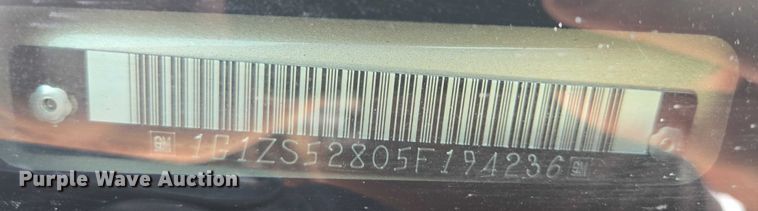 GM 1G1ZS52805F194236 GM
Purple Wave Auction